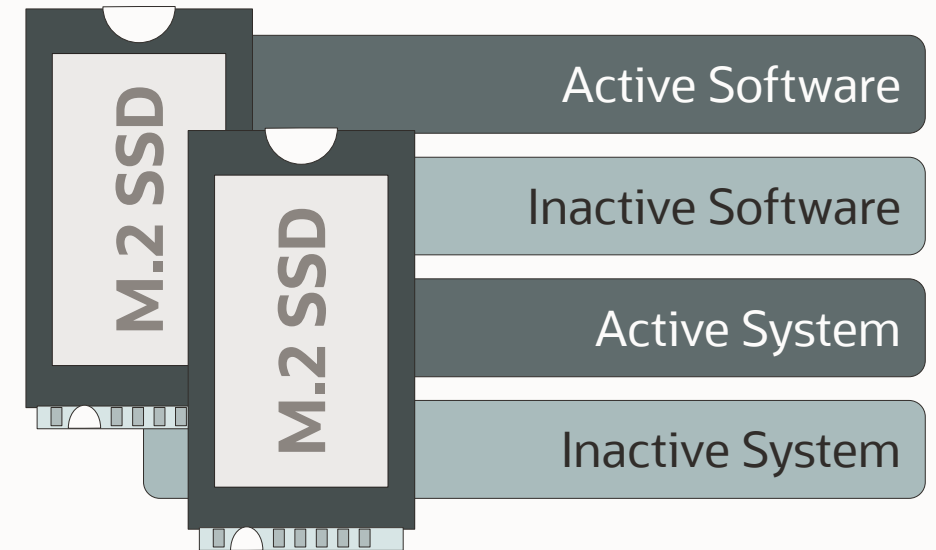 M.2 SSD
M.2 SSD
Active Software
Inactive Software
Active System
Inactive System